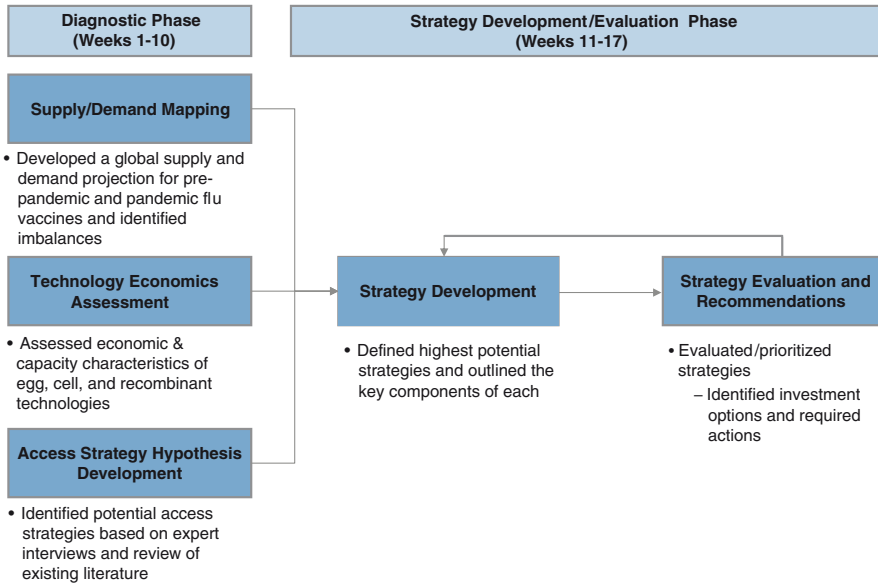 Diagnostic Phase
(Weeks 1-10)
Strategy Development/Evaluation Phase
(Weeks 11-17)
Supply/Demand Mapping
• Developed a global supply and
demand projection for pre-
pandemic and pandemic flu
vaccines and identified
imbalances
Technology Economics
Assessment
• Assessed economic &
capacity characteristics of
egg, cell, and recombinant
technologies
Access Strategy Hypothesis
Development
• Identified potential access
strategies based on expert
interviews and review of
existing literature
Strategy Development
• Defined highest potential
strategies and outlined the
key components of each
Strategy Evaluation and
Recommendations
• Evaluated/prioritized
strategies
– Identified investment
options and required
actions